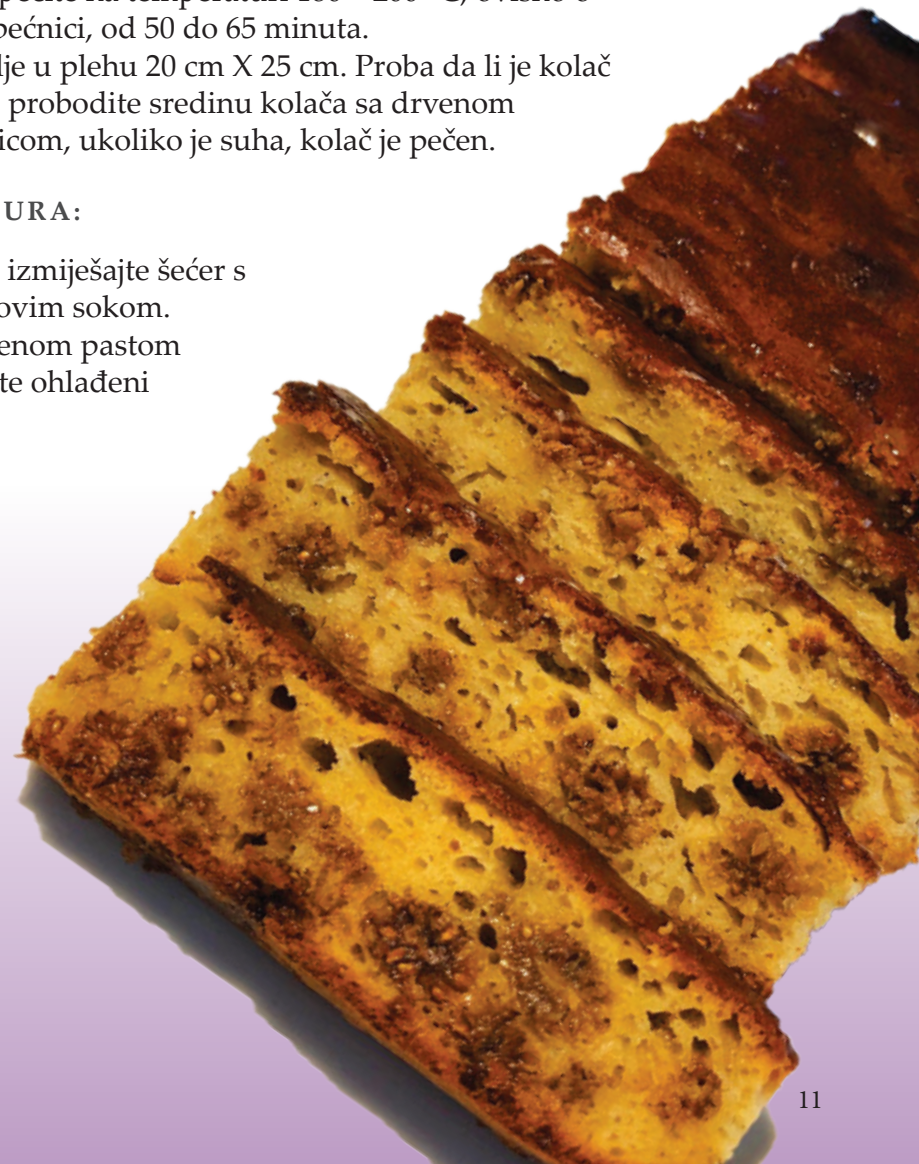 pećnici, od 50 do 65 minuta.
lje u plehu 20 cm X 25 cm. Proba da li je kolač
probodite sredinu kolača sa drvenom
icom, ukoliko je suha, kolač je pečen.
URA:
izmiješajte šećer s
ovim sokom.
enom pastom
te ohlađeni
11